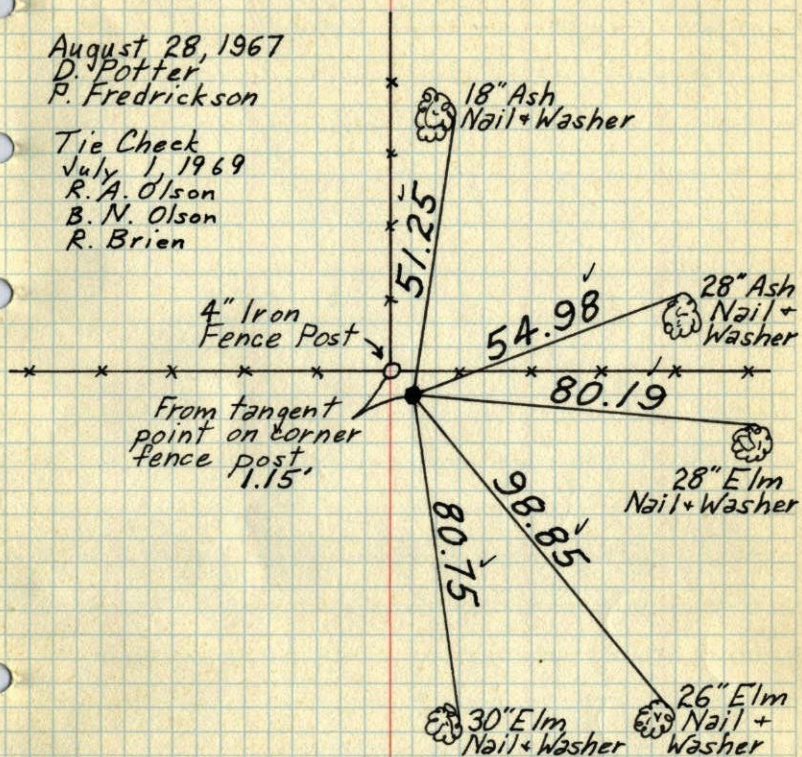 August 28, 1967
D. Potter
P. Fredrickson
Tie Check
July 1, 1969
R. A. Olson
B. N. Olson
R. Brien
18" Ash
Nail & Washer
51.25
4" Iron
Fence Post
28" Ash
Nail &
Washer
54.98
80.19
From tangent
point on corner
fence post
1.15'
28" Elm
Nail & Washer
98.85
80.75
30" Elm
Nail & Washer
26" Elm
Nail &
Washer